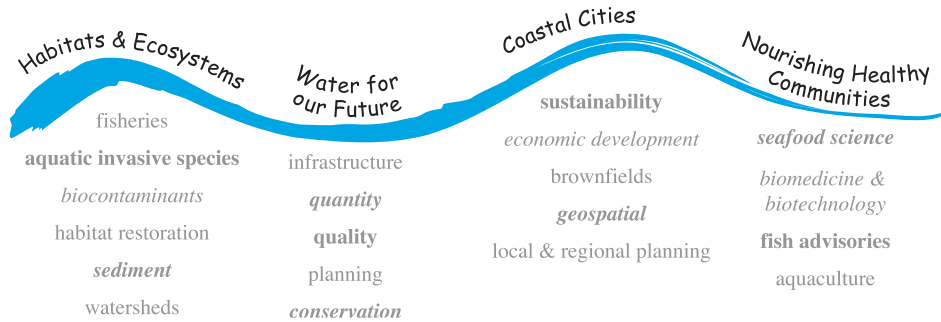 Habitats & Ecosystems
fisheries
aquatic invasive species
biocontaminants
habitat restoration
sediment
watersheds
Water for
our Future
infrastructure
quantity
quality
planning
conservation
Coastal Cities
sustainability
economic development
brownfields
geospatial
local & regional planning
Nourishing Healthy
Communities
seafood science
biomedicine &
biotechnology
fish advisories
aquaculture